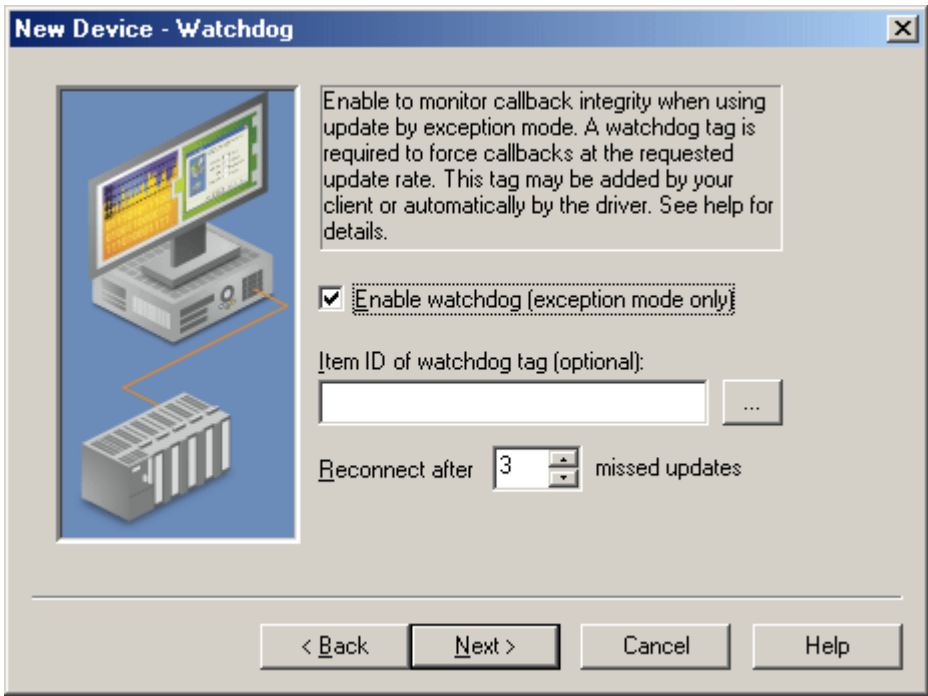 New Device - Watchdog
Enable to monitor callback integrity when using
update by exception mode. A watchdog tag is
required to force callbacks at the requested
update rate. This tag may be added by your
client or automatically by the driver. See help for
details.
Enable watchdog (exception mode only)
Item ID of watchdog tag (optional):
...
Reconnect after 3 missed updates
< Back Next > Cancel Help